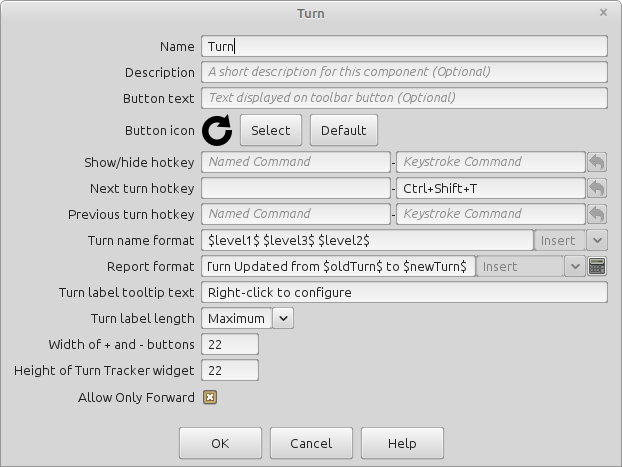 Turn
Name Turn
Description A short description for this component (Optional)
Button text Text displayed on toolbar button (Optional)
Button icon Select Default
Show/hide hotkey Named Command - Keystroke Command
Next turn hotkey - Ctrl+Shift+T
Previous turn hotkey Named Command - Keystroke Command
Turn name format $level1$ $level3$ $level2$ Insert
Report format Turn Updated from $oldTurn$ to $newTurn$ Insert
Turn label tooltip text Right-click to configure
Turn label length Maximum
Width of + and - buttons 22
Height of Turn Tracker widget 22
Allow Only Forward
OK Cancel Help